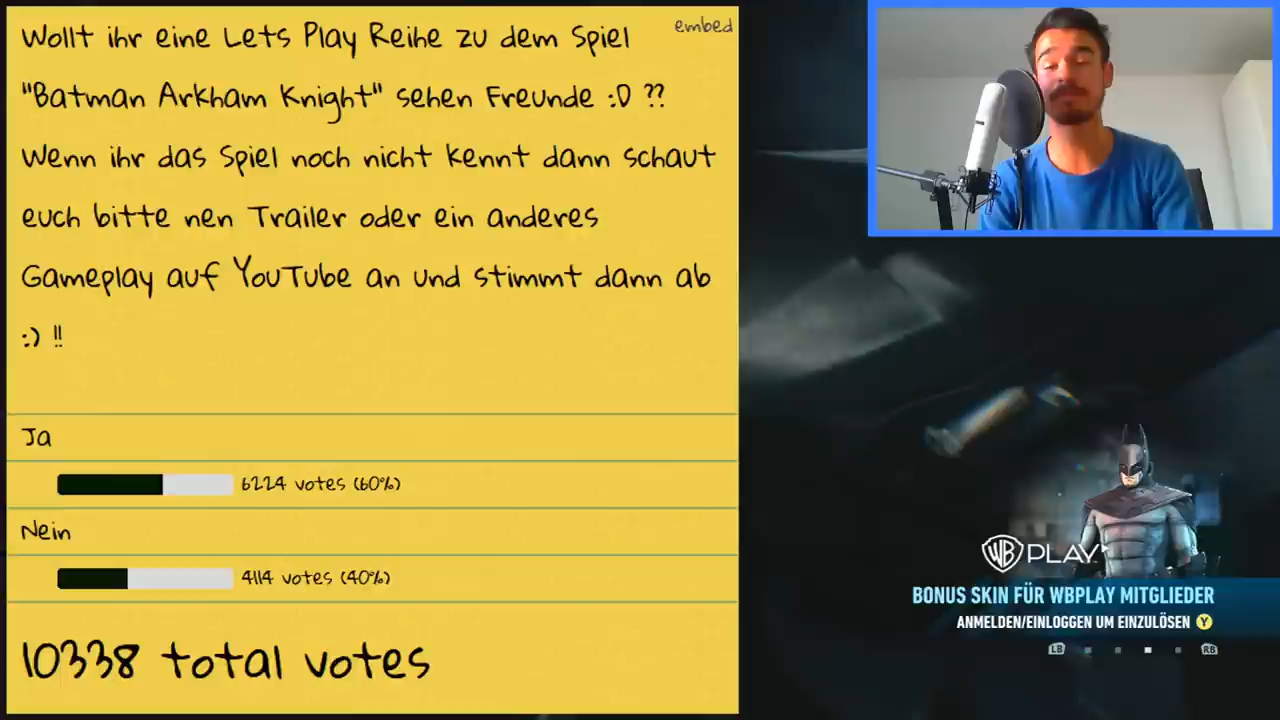 Wollt ihr eine Lets Play Reihe zu dem Spiel
embed
"Batman Arkham Knight" sehen Freunde :D ??
Wenn ihr das Spiel noch nicht kennt dann schaut
euch bitte nen Trailer oder ein anderes
Gameplay auf YouTube an und stimmt dann ab
:) !!
Ja
6224 votes (60%)
Nein
4114 votes (40%)
10338 total votes
WB PLAY
BONUS SKIN FÜR WBPLAY MITGLIEDER
ANMELDEN/EINLOGGEN UM EINZULÖSEN Y
LB RB